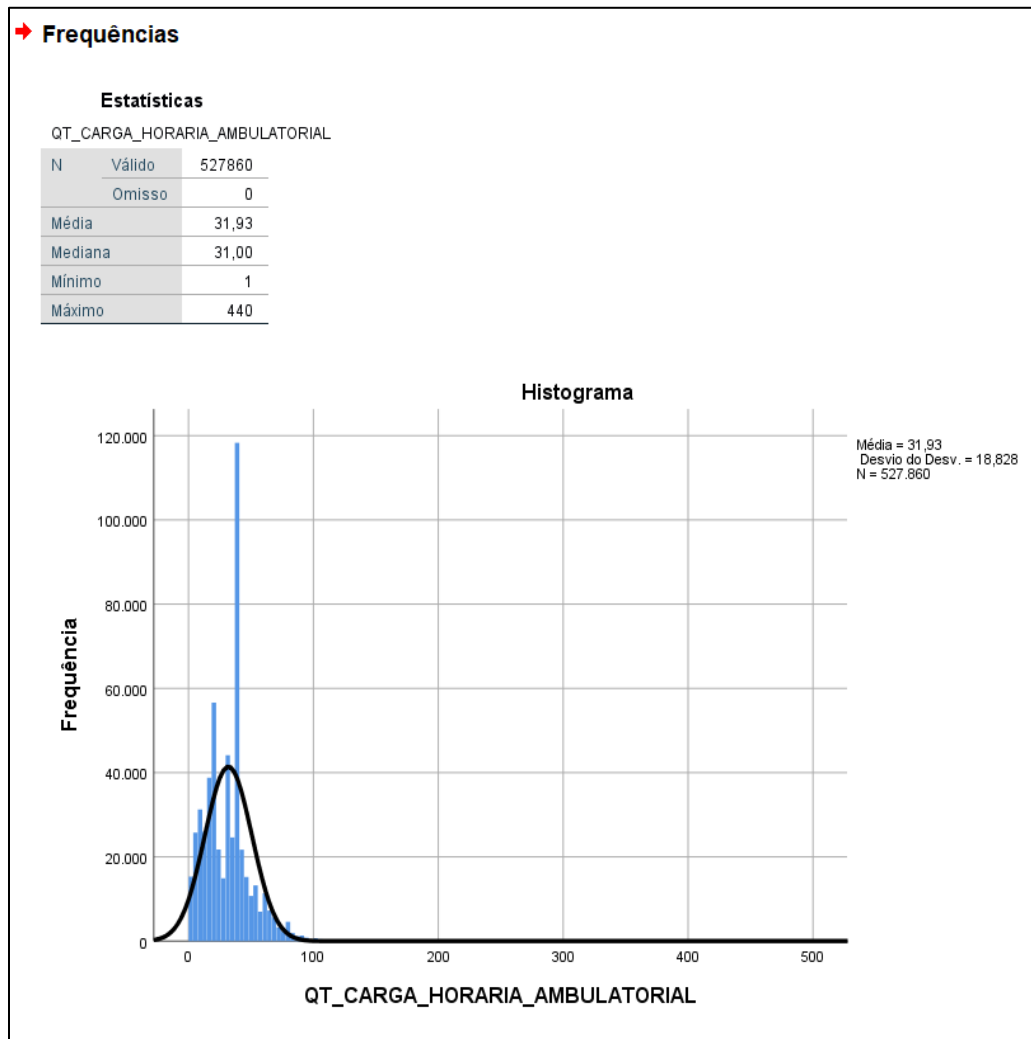 Frequências
Estatísticas
QT_CARGA_HORARIA_AMBULATORIAL
N Válido 527860
Omisso 0
Média 31,93
Mediana 31,00
Mínimo 1
Máximo 440
Histograma
120.000
100.000
80.000
60.000
40.000
20.000
0
Frequência
0 100 200 300 400 500
QT_CARGA_HORARIA_AMBULATORIAL
Média = 31,93
Desvio do Desv. = 18,828
N = 527.860